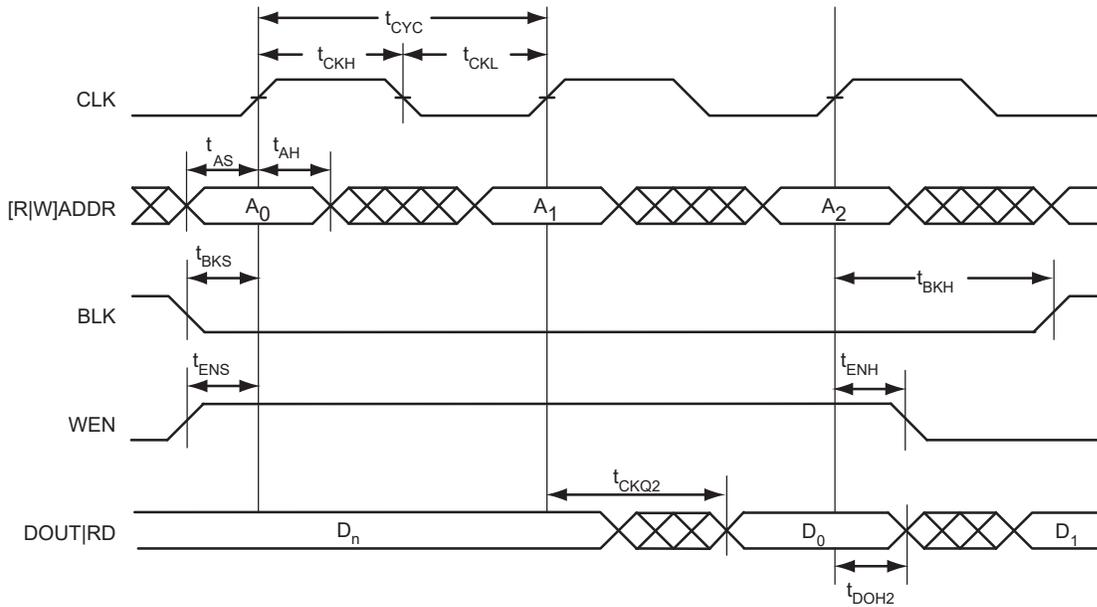 tCYC
tCKH
tCKL
CLK
tAS
tAH
[R|W]ADDR
A0
A1
A2
tBKS
tBKH
BLK
tENS
tENH
WEN
tCKQ2
DOUT|RD
Dn
D0
D1
tDOH2